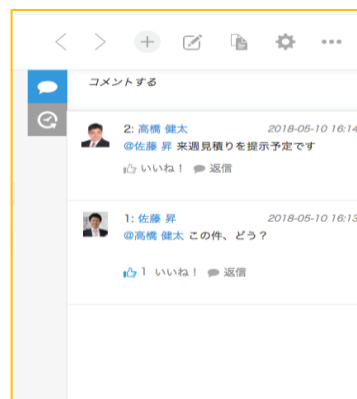 コメントする
2: 高橋 健太 2018-05-10 16:14
@佐藤 昇 来週見積りを提示予定です
いいね！ 返信
1: 佐藤 昇 2018-05-10 16:13
@高橋 健太 この件、どう？
1 いいね！ 返信